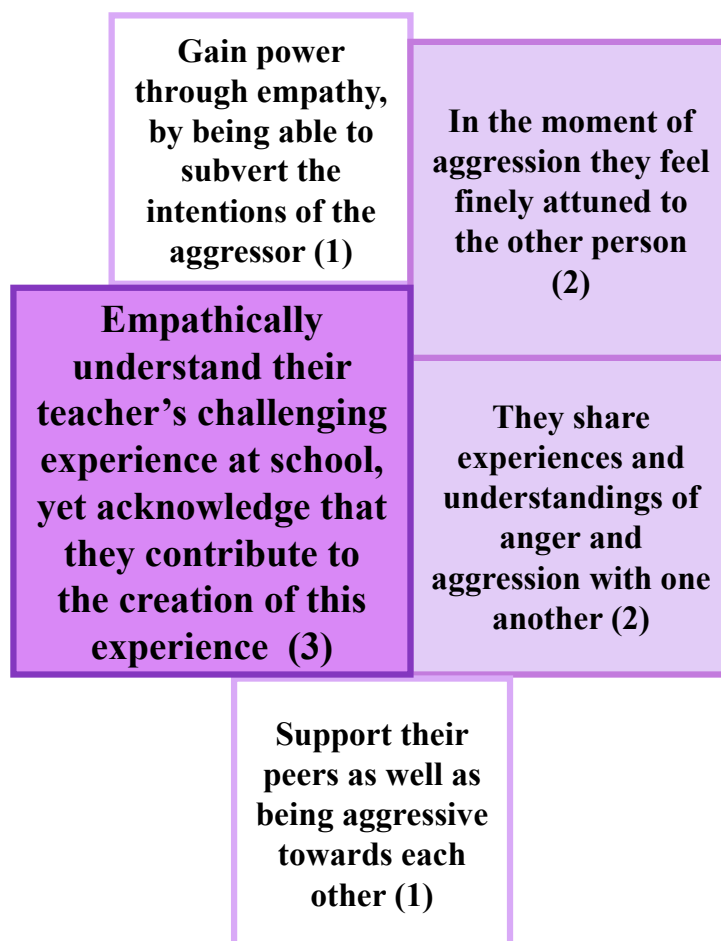 Gain power
through empathy,
by being able to
subvert the
intentions of the
aggressor (1)
In the moment of
aggression they feel
finely attuned to
the other person
(2)
Empathically
understand their
teacher’s challenging
experience at school,
yet acknowledge that
they contribute to
the creation of this
experience (3)
They share
experiences and
understandings of
anger and
aggression with one
another (2)
Support their
peers as well as
being aggressive
towards each
other (1)